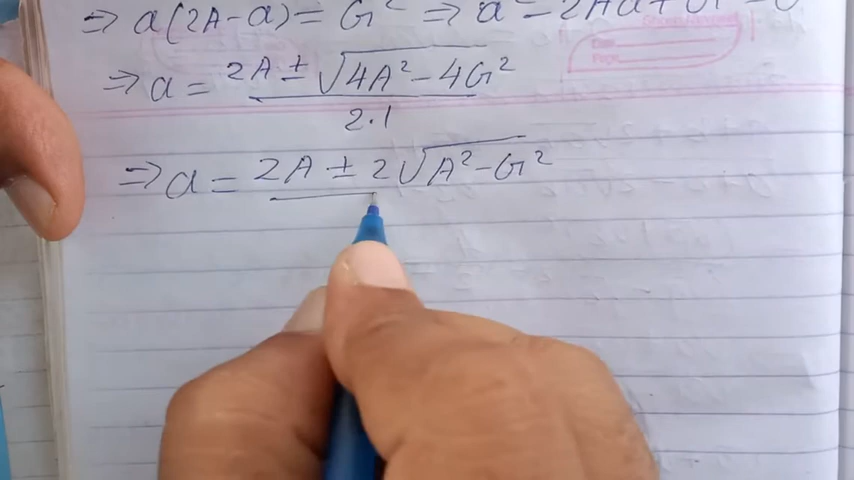 ⇒ a(2A-a) = G² ⇒ a² - 2Aa + G² = 0
⇒ a = 2A ± √4A² - 4G² / 2.1
⇒ a = 2A ± 2√A² - G²